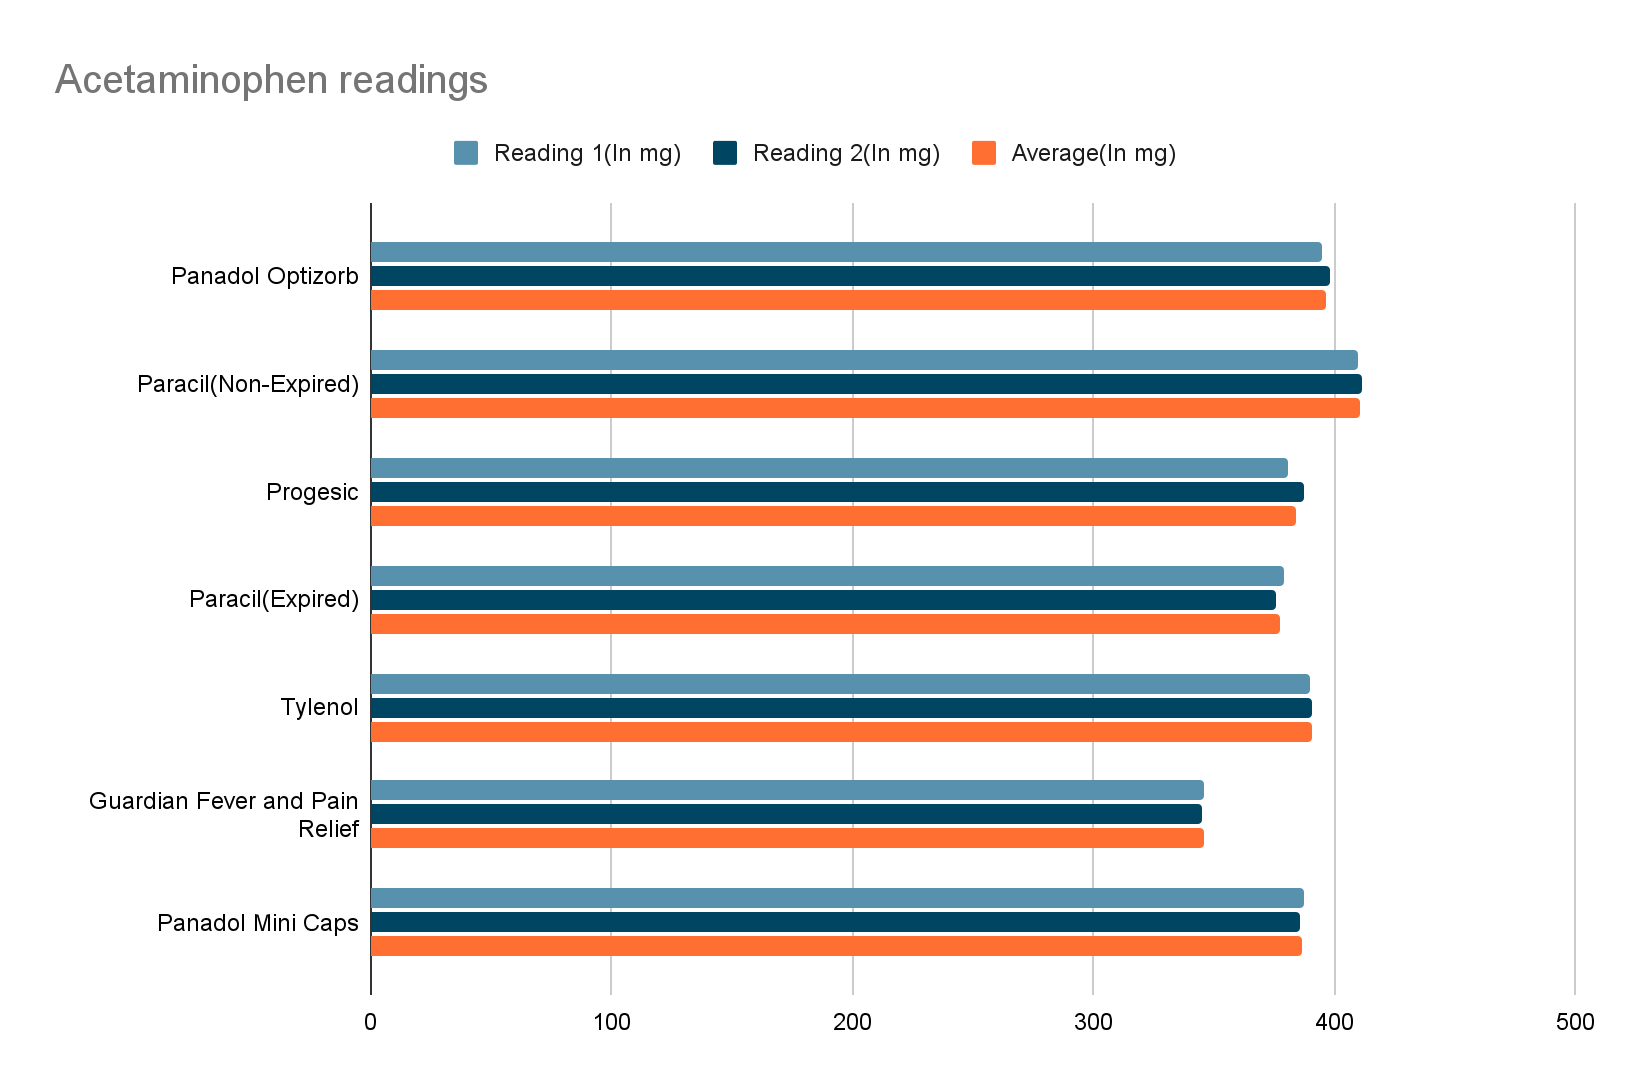 Acetaminophen readings
Reading 1(In mg) Reading 2(In mg) Average(In mg)
Panadol Optizorb
Paracil(Non-Expired)
Progesic
Paracil(Expired)
Tylenol
Guardian Fever and Pain
Relief
Panadol Mini Caps
0 100 200 300 400 500